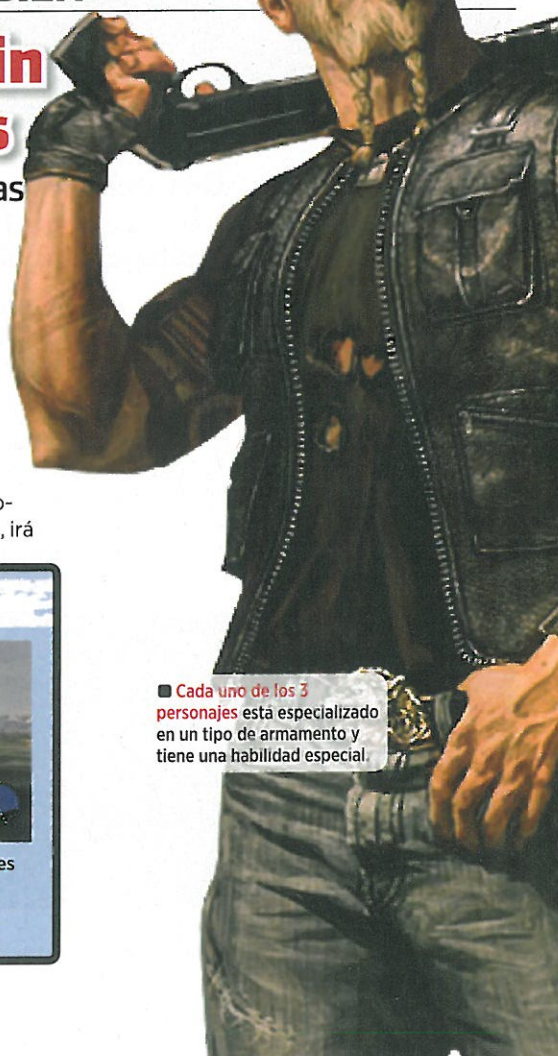 in
s
as
o-
, irá
■ Cada uno de los 3
personajes está especializado
en un tipo de armamento y
tiene una habilidad especial.
es